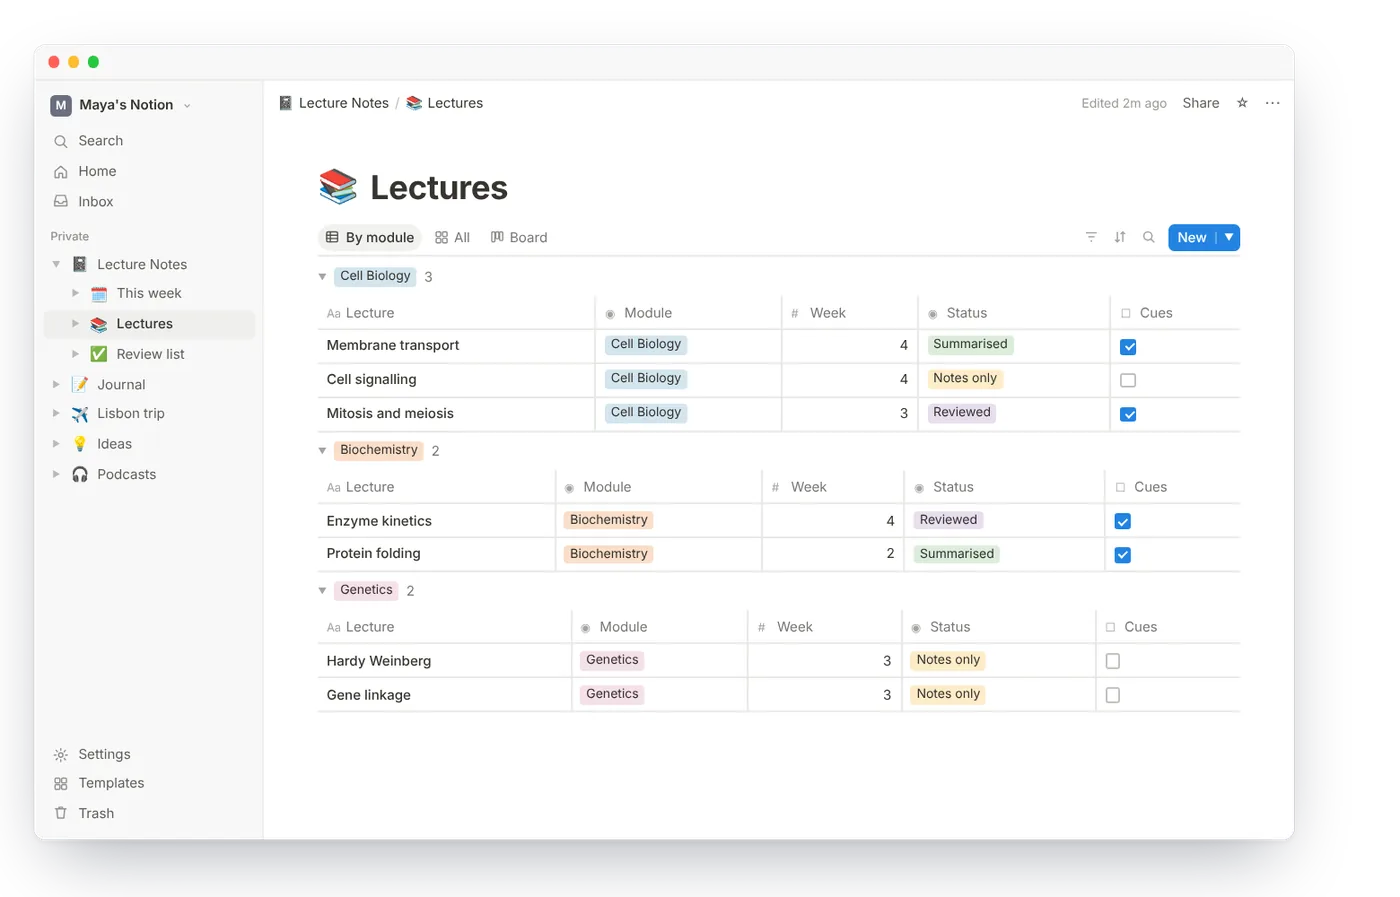 M Maya's Notion
Search
Home
Inbox
Private
Lecture Notes
This week
Lectures
Review list
Journal
Lisbon trip
Ideas
Podcasts
Settings
Templates
Trash
Lecture Notes / Lectures
Edited 2m ago Share
Lectures
By module All Board
New
Cell Biology 3
Aa Lecture Module # Week Status Cues
Membrane transport Cell Biology 4 Summarised
Cell signalling Cell Biology 4 Notes only
Mitosis and meiosis Cell Biology 3 Reviewed
Biochemistry 2
Aa Lecture Module # Week Status Cues
Enzyme kinetics Biochemistry 4 Reviewed
Protein folding Biochemistry 2 Summarised
Genetics 2
Aa Lecture Module # Week Status Cues
Hardy Weinberg Genetics 3 Notes only
Gene linkage Genetics 3 Notes only